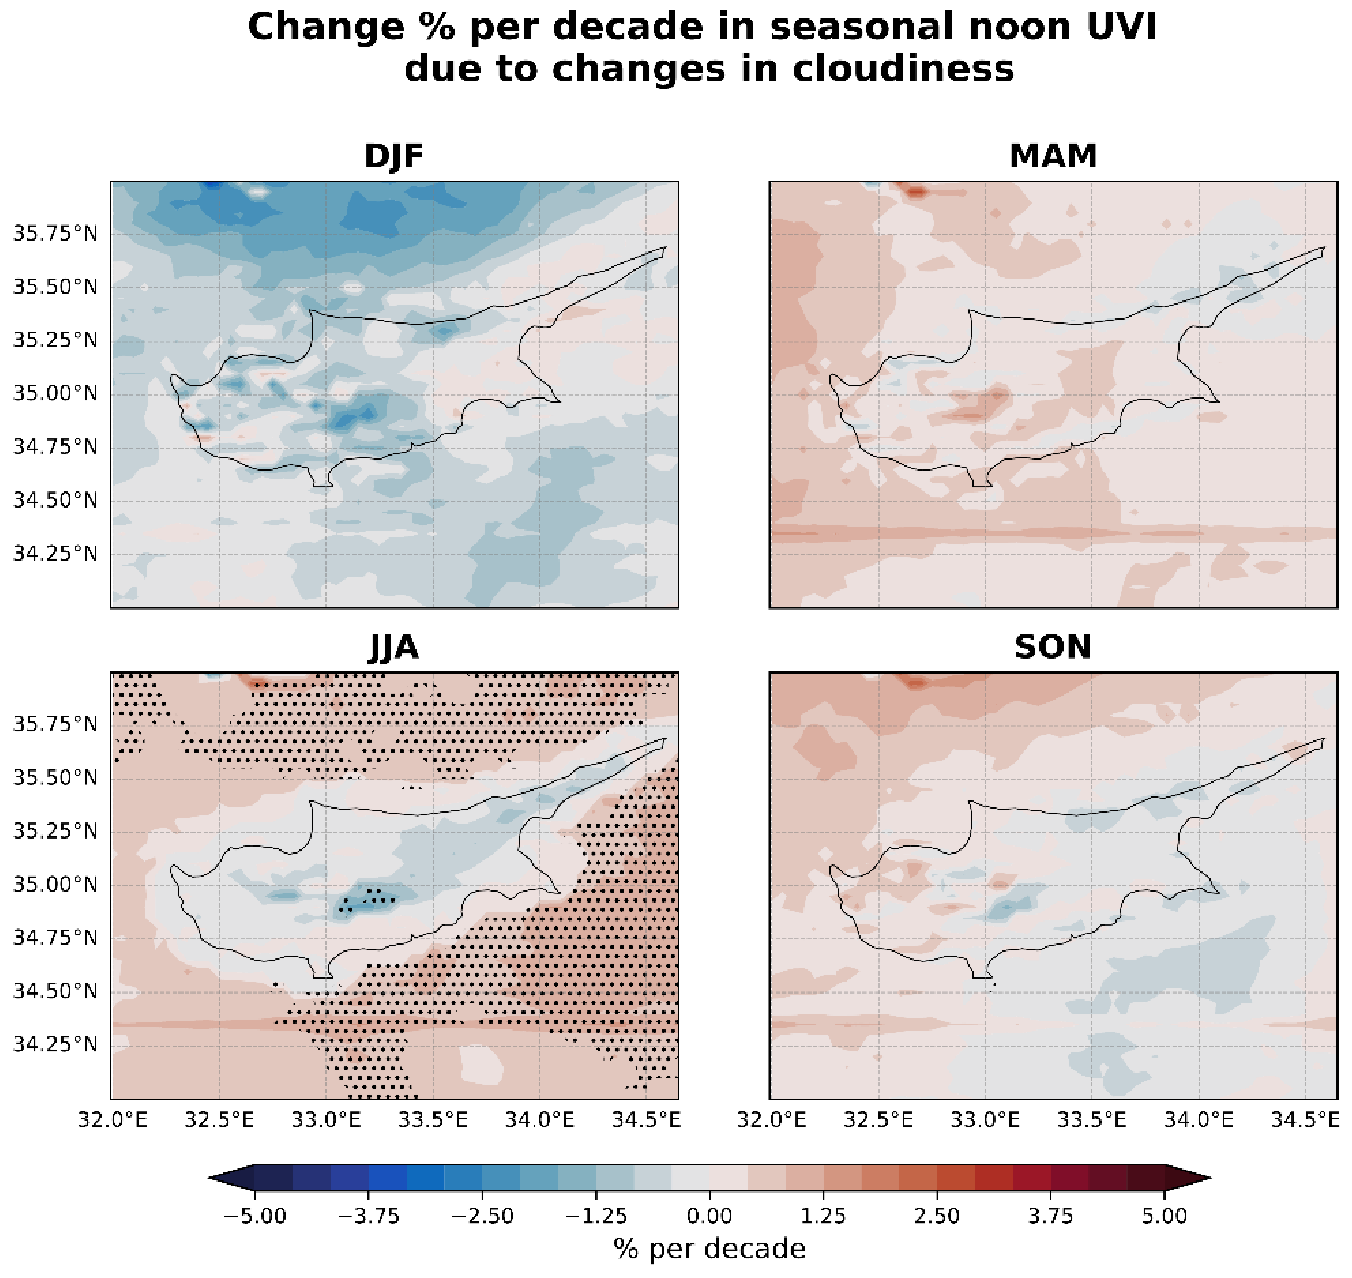 Change % per decade in seasonal noon UVI
due to changes in cloudiness
DJF
MAM
35.75°N
35.50°N
35.25°N
35.00°N
34.75°N
34.50°N
34.25°N
JJA
SON
35.75°N
35.50°N
35.25°N
35.00°N
34.75°N
34.50°N
34.25°N
32.0°E 32.5°E 33.0°E 33.5°E 34.0°E 34.5°E
32.0°E 32.5°E 33.0°E 33.5°E 34.0°E 34.5°E
−5.00 −3.75 −2.50 −1.25 0.00 1.25 2.50 3.75 5.00
% per decade